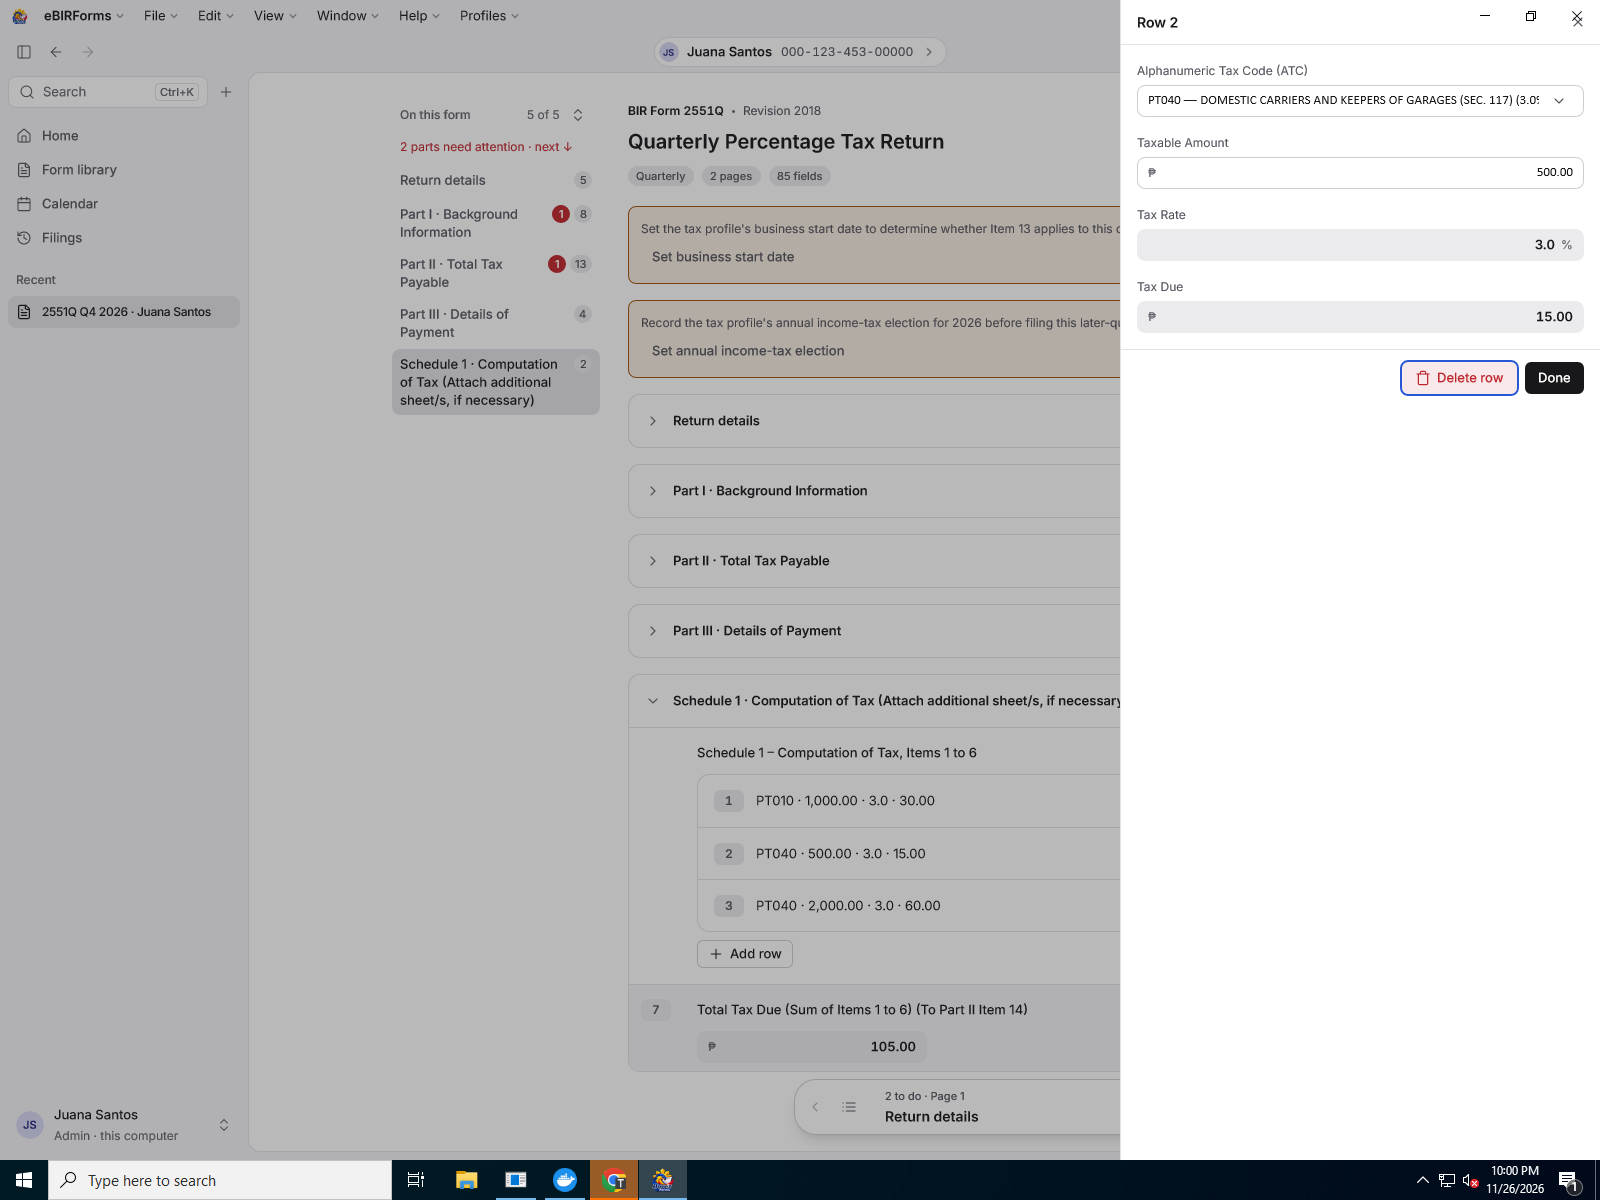 eBIRForms File Edit View Window Help Profiles
Juana Santos 000-123-453-00000
JS
Search Ctrl+K
Home
Form library
Calendar
Filings
Recent
2551Q Q4 2026 · Juana Santos
On this form 5 of 5
2 parts need attention · next ↓
Return details 5
Part I · Background Information 1 8
Part II · Total Tax Payable 1 13
Part III · Details of Payment 4
Schedule 1 · Computation of Tax (Attach additional sheet/s, if necessary) 2
BIR Form 2551Q · Revision 2018
Quarterly Percentage Tax Return
Quarterly 2 pages 85 fields
Set the tax profile's business start date to determine whether Item 13 applies to this
Set business start date
Record the tax profile's annual income-tax election for 2026 before filing this
Set annual income-tax election
Return details
Part I · Background Information
Part II · Total Tax Payable
Part III · Details of Payment
Schedule 1 · Computation of Tax (Attach additional sheet/s, if necessary
Schedule 1 – Computation of Tax, Items 1 to 6
1 PT010 · 1,000.00 · 3.0 · 30.00
2 PT040 · 500.00 · 3.0 · 15.00
3 PT040 · 2,000.00 · 3.0 · 60.00
+ Add row
7 Total Tax Due (Sum of Items 1 to 6) (To Part II Item 14)
₱ 105.00
2 to do · Page 1
Return details
Row 2
Alphanumeric Tax Code (ATC)
PT040 — DOMESTIC CARRIERS AND KEEPERS OF GARAGES (SEC. 117) (3.0%
Taxable Amount
₱ 500.00
Tax Rate
3.0 %
Tax Due
₱ 15.00
Delete row Done
JS
Juana Santos
Admin · this computer
Type here to search
10:00 PM
11/26/2026
1